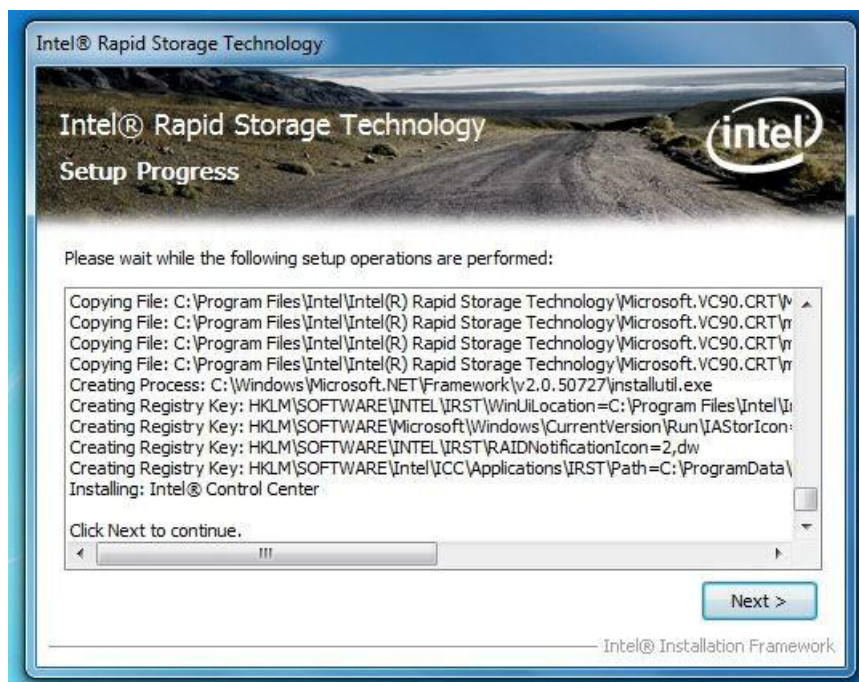 Intel® Rapid Storage Technology
Intel® Rapid Storage Technology
intel
Setup Progress
Please wait while the following setup operations are performed:
Copying File: C:\Program Files\Intel\Intel(R) Rapid Storage Technology\Microsoft.VC90.CRT\M
Copying File: C:\Program Files\Intel\Intel(R) Rapid Storage Technology\Microsoft.VC90.CRT\m
Copying File: C:\Program Files\Intel\Intel(R) Rapid Storage Technology\Microsoft.VC90.CRT\m
Copying File: C:\Program Files\Intel\Intel(R) Rapid Storage Technology\Microsoft.VC90.CRT\m
Creating Process: C:\Windows\Microsoft.NET\Framework\v2.0.50727\installutil.exe
Creating Registry Key: HKLM\SOFTWARE\INTEL\IRST\WinUiLocation=C:\Program Files\Intel\I
Creating Registry Key: HKLM\SOFTWARE\Microsoft\Windows\CurrentVersion\Run\IAStorIcon=
Creating Registry Key: HKLM\SOFTWARE\INTEL\IRST\RAIDNotificationIcon=2,dw
Creating Registry Key: HKLM\SOFTWARE\Intel\ICC\Applications\IRST\Path=C:\ProgramData\
Installing: Intel® Control Center
Click Next to continue.
Next >
Intel® Installation Framework